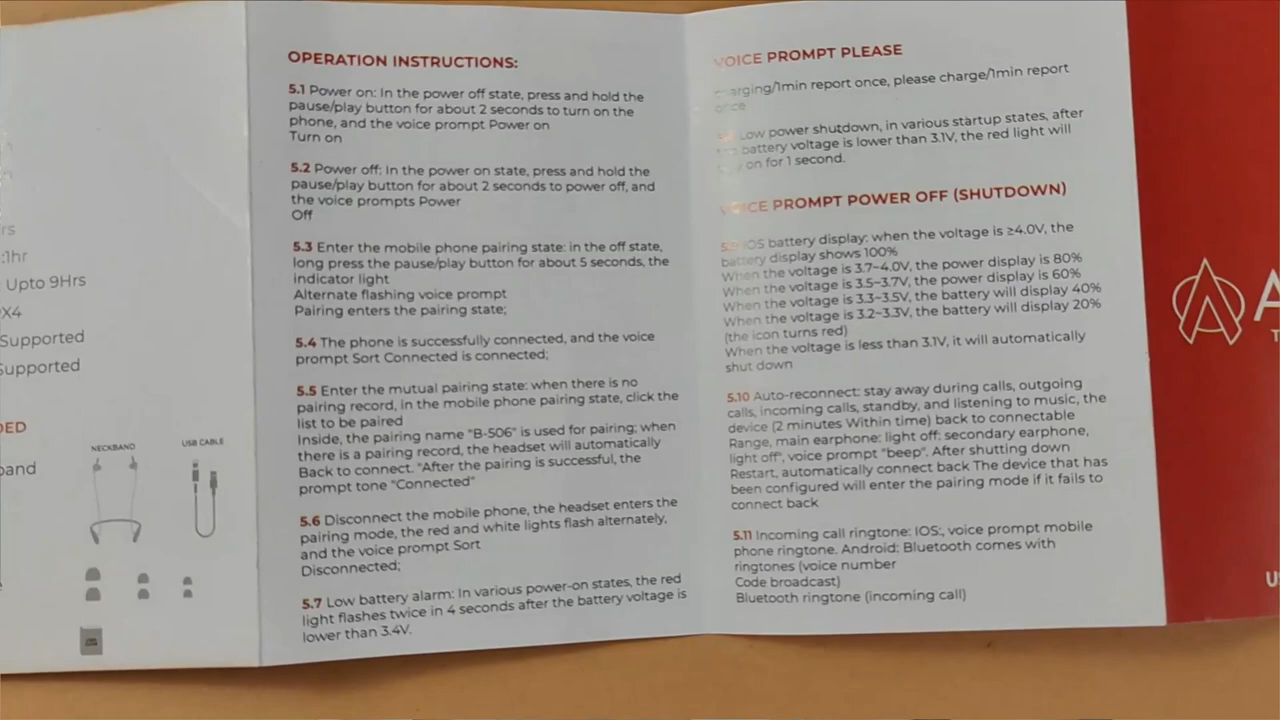 rs
:1hr
Upto 9Hrs
X4
Supported
Supported
DED
band
NECKBAND
USB CABLE
OPERATION INSTRUCTIONS:
5.1 Power on: In the power off state, press and hold the
pause/play button for about 2 seconds to turn on the
phone, and the voice prompt Power on
Turn on
5.2 Power off: In the power on state, press and hold the
pause/play button for about 2 seconds to power off, and
the voice prompts Power
Off
5.3 Enter the mobile phone pairing state: in the off state,
long press the pause/play button for about 5 seconds, the
indicator light
Alternate flashing voice prompt
Pairing enters the pairing state;
5.4 The phone is successfully connected, and the voice
prompt Sort Connected is connected;
5.5 Enter the mutual pairing state: when there is no
pairing record, in the mobile phone pairing state, click the
list to be paired
Inside, the pairing name "B-506" is used for pairing; when
there is a pairing record, the headset will automatically
Back to connect. "After the pairing is successful, the
prompt tone "Connected"
5.6 Disconnect the mobile phone, the headset enters the
pairing mode, the red and white lights flash alternately,
and the voice prompt Sort
Disconnected;
5.7 Low battery alarm: In various power-on states, the red
light flashes twice in 4 seconds after the battery voltage is
lower than 3.4V.
VOICE PROMPT PLEASE
arging/1min report once, please charge/1min report
once
Low power shutdown, in various startup states, after
battery voltage is lower than 3.1V, the red light will
on for 1 second.
VOICE PROMPT POWER OFF (SHUTDOWN)
5.9 IOS battery display: when the voltage is ≥4.0V, the
battery display shows 100%
When the voltage is 3.7~4.0V, the power display is 80%
When the voltage is 3.5~3.7V, the power display is 60%
When the voltage is 3.3~3.5V, the battery will display 40%
When the voltage is 3.2~3.3V, the battery will display 20%
(the icon turns red)
When the voltage is less than 3.1V, it will automatically
shut down
5.10 Auto-reconnect: stay away during calls, outgoing
calls, incoming calls, standby, and listening to music, the
device (2 minutes Within time) back to connectable
Range, main earphone: light off: secondary earphone,
light off", voice prompt "beep". After shutting down
Restart, automatically connect back The device that has
been configured will enter the pairing mode if it fails to
connect back
5.11 Incoming call ringtone: IOS:, voice prompt mobile
phone ringtone. Android: Bluetooth comes with
ringtones (voice number
Code broadcast)
Bluetooth ringtone (incoming call)
A
T
US